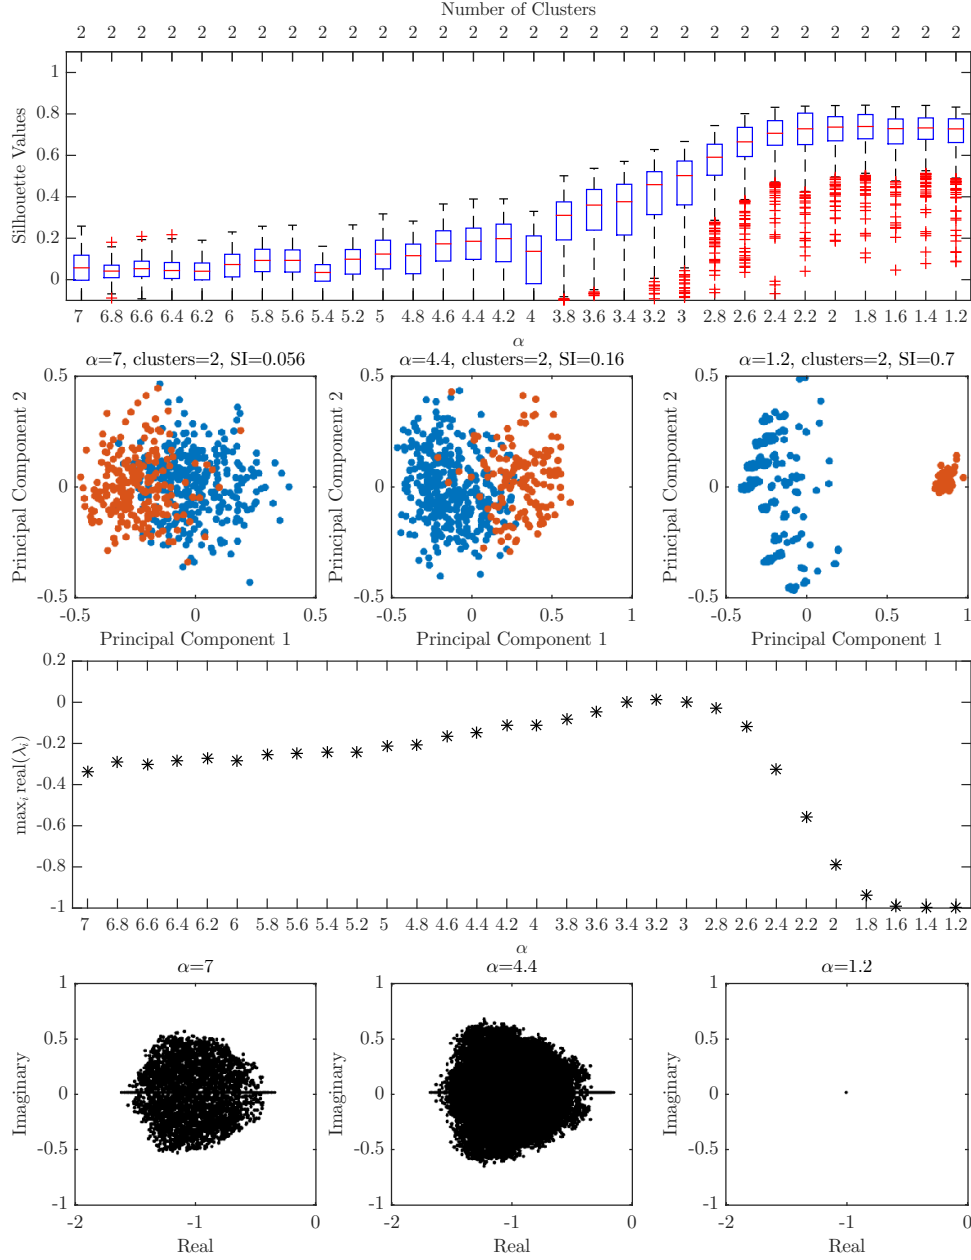 Number of Clusters
2 2 2 2 2 2 2 2 2 2 2 2 2 2 2 2 2 2 2 2 2 2 2 2 2 2 2 2 2 2
Silhouette Values
1
0.8
0.6
0.4
0.2
0
7 6.8 6.6 6.4 6.2 6 5.8 5.6 5.4 5.2 5 4.8 4.6 4.4 4.2 4 3.8 3.6 3.4 3.2 3 2.8 2.6 2.4 2.2 2 1.8 1.6 1.4 1.2
α
α=7, clusters=2, SI=0.056
Principal Component 2
0.5
0
-0.5
-0.5 0 0.5
Principal Component 1
α=4.4, clusters=2, SI=0.16
Principal Component 2
0.5
0
-0.5
-0.5 0 0.5 1
Principal Component 1
α=1.2, clusters=2, SI=0.7
Principal Component 2
0.5
0
-0.5
-0.5 0 0.5 1
Principal Component 1
max_i real(λ_i)
0.2
0
-0.2
-0.4
-0.6
-0.8
-1
7 6.8 6.6 6.4 6.2 6 5.8 5.6 5.4 5.2 5 4.8 4.6 4.4 4.2 4 3.8 3.6 3.4 3.2 3 2.8 2.6 2.4 2.2 2 1.8 1.6 1.4 1.2
α
α=7
Imaginary
1
0.5
0
-0.5
-1
-2 -1 0
Real
α=4.4
Imaginary
1
0.5
0
-0.5
-1
-2 -1 0
Real
α=1.2
Imaginary
1
0.5
0
-0.5
-1
-2 -1 0
Real